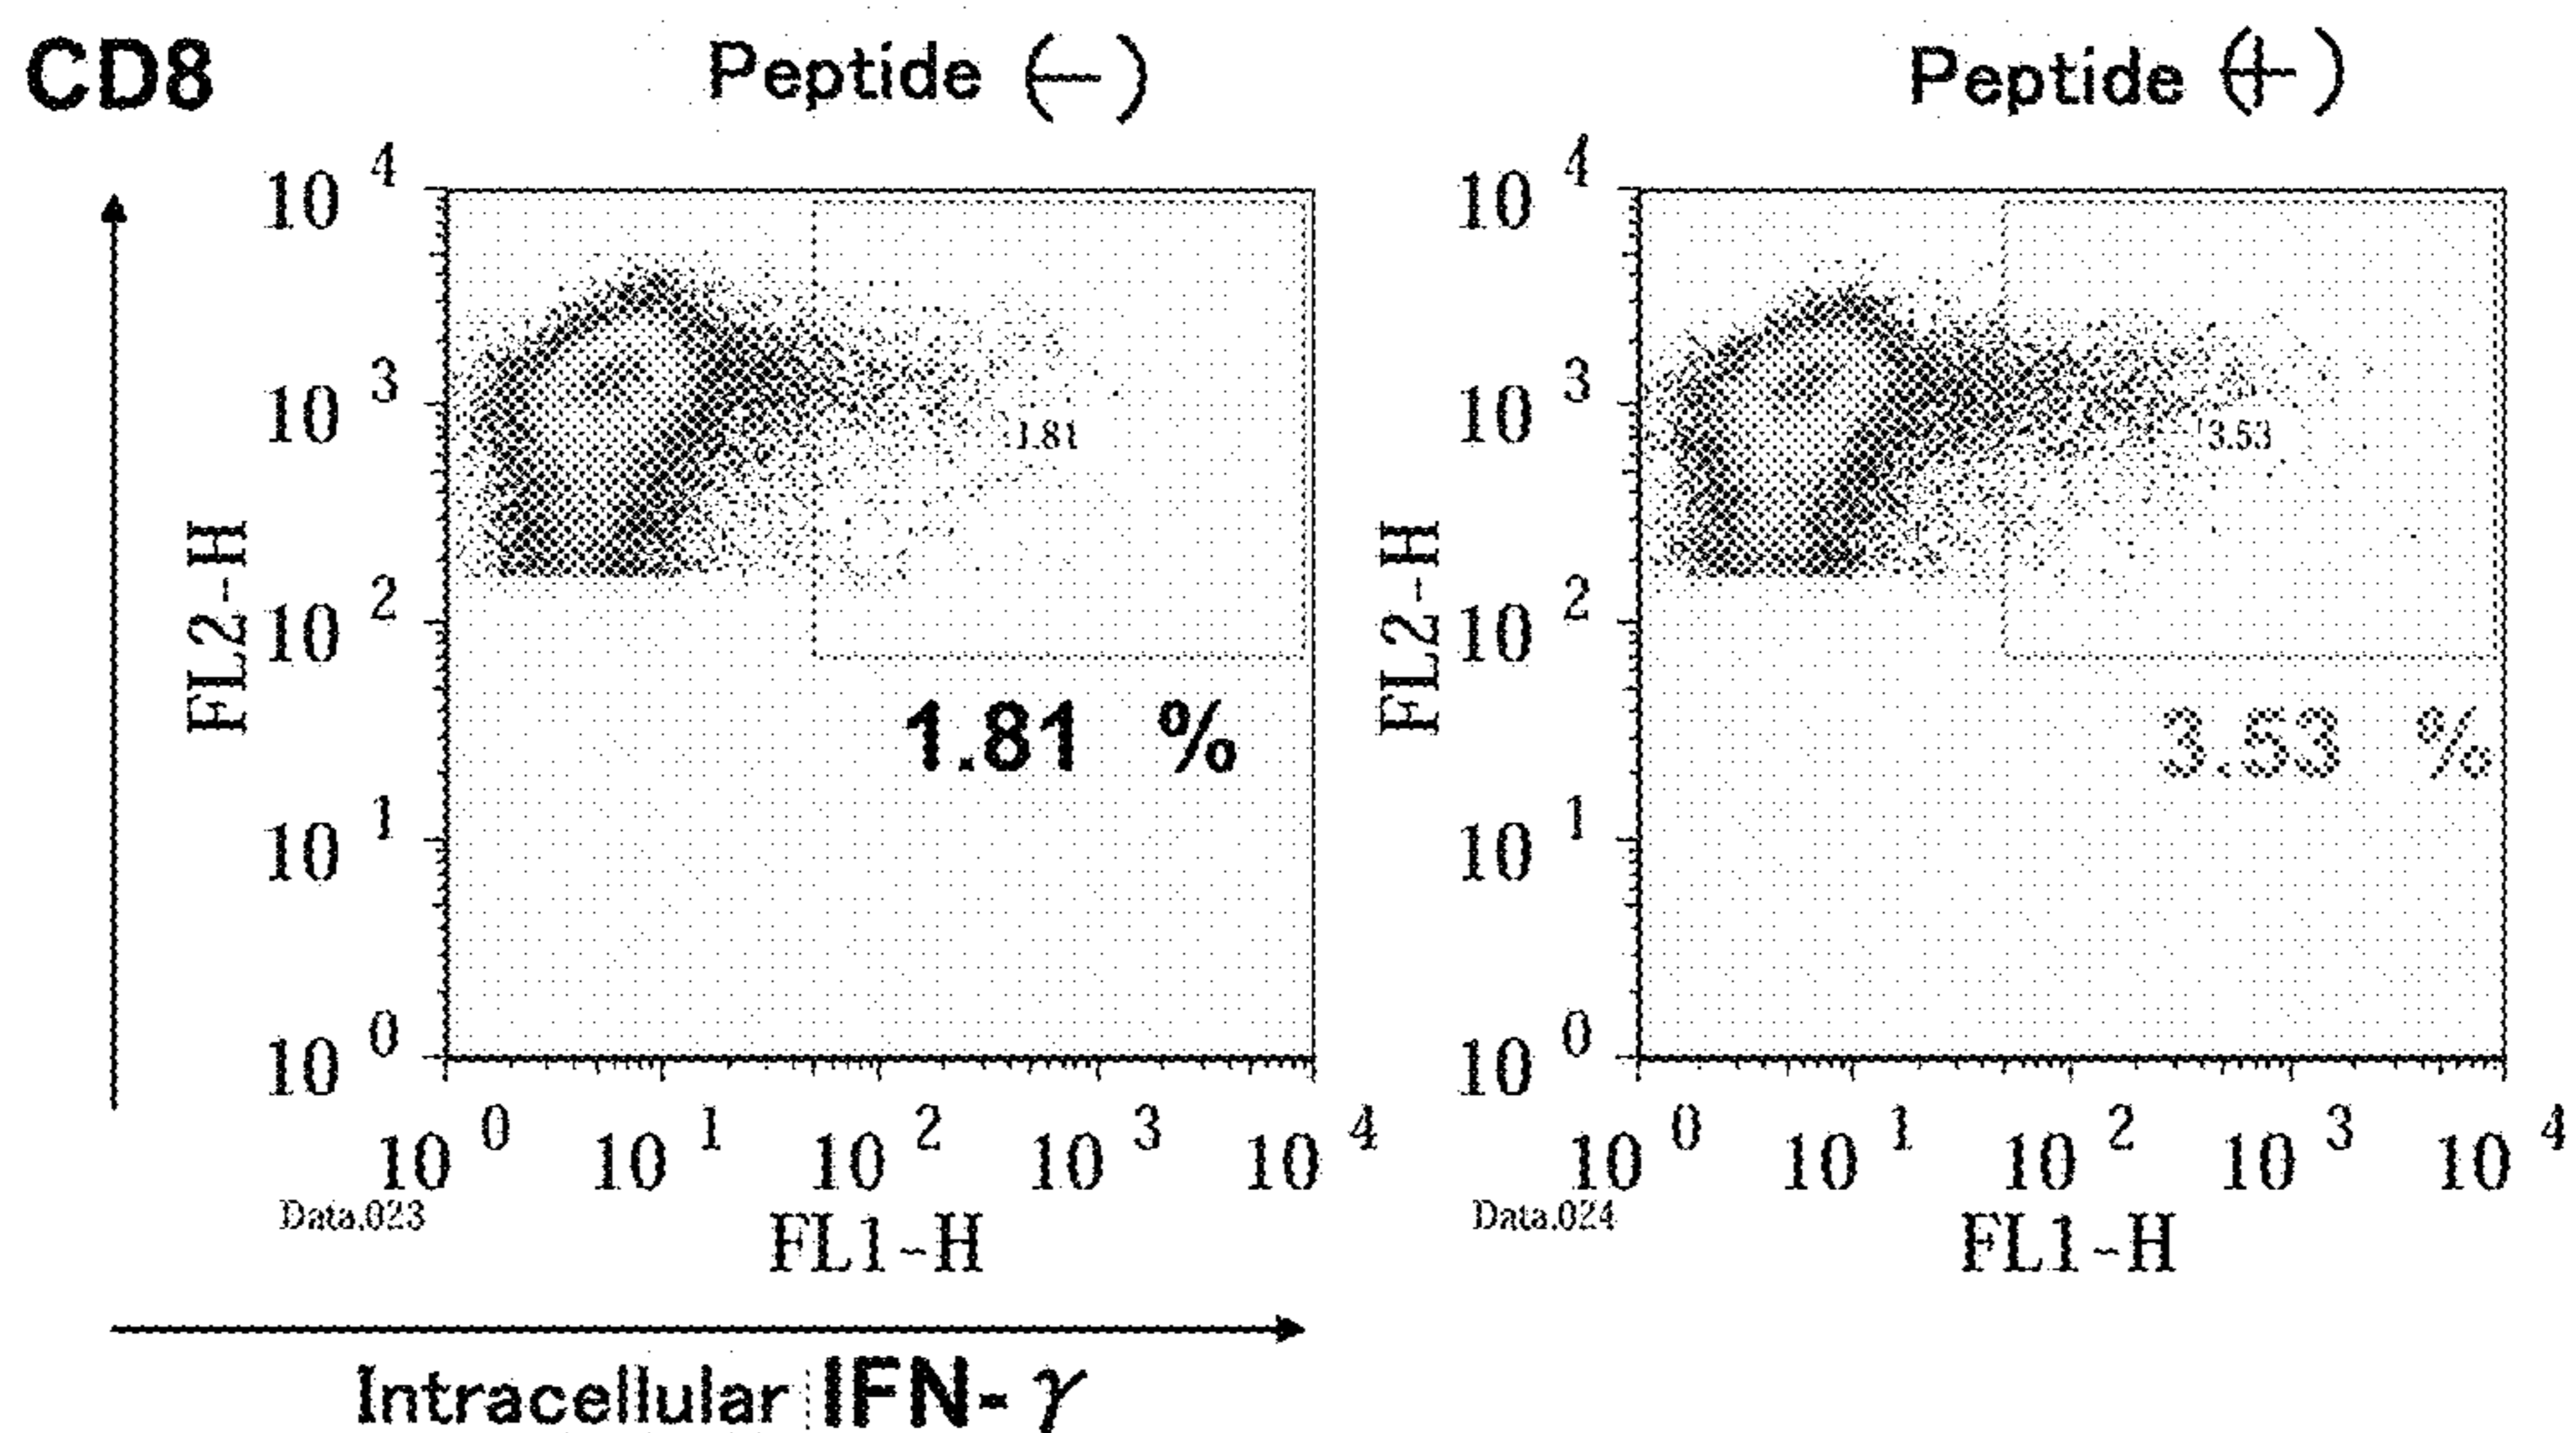 CD8
Peptide (−)
10 4
10 3
10 2
10 1
10 0
FL2-H
1.81
1.81 %
10 0 10 1 10 2 10 3 10 4
Data.023
FL1-H
Peptide (+)
10 4
10 3
10 2
10 1
10 0
FL2-H
3.53
3.53 %
10 0 10 1 10 2 10 3 10 4
Data.024
FL1-H
Intracellular IFN-γ